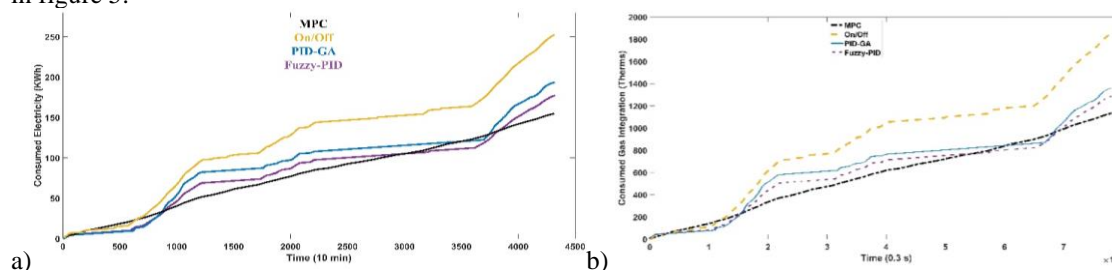 in figure 5.
MPC
On/Off
PID-GA
Fuzzy-PID
Consumed Electricity (KWh)
250
200
150
100
50
0
0 500 1000 1500 2000 2500 3000 3500 4000 4500
Time (10 min)
a)
MPC
On/Off
PID-GA
Fuzzy-PID
Consumed Gas Integration (Therms)
2000
1800
1600
1400
1200
1000
800
600
400
200
0
0 1 2 3 4 5 6 7
Time (0.3 s)
b)